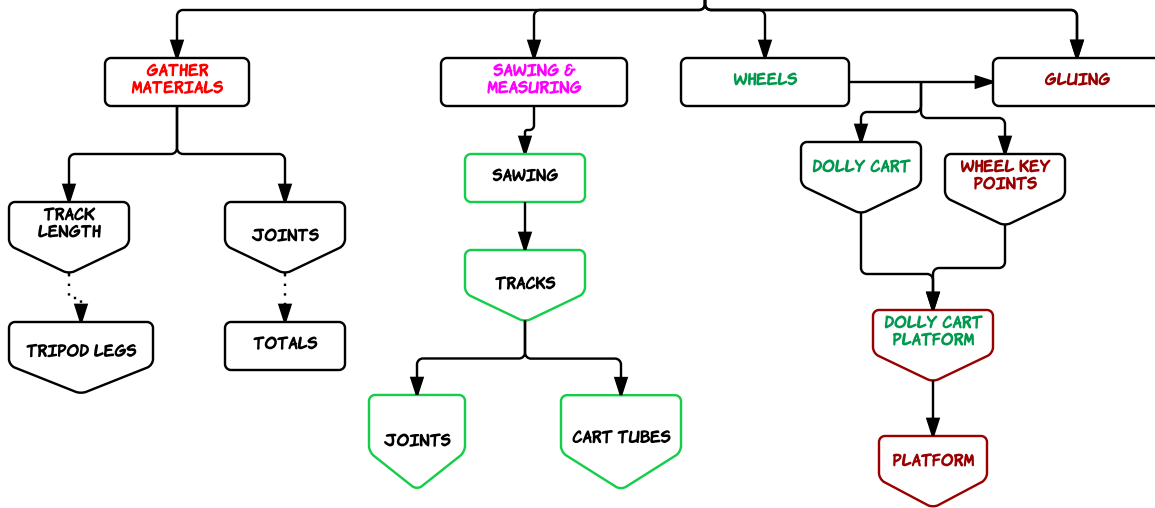 GATHER
MATERIALS
SAWING &
MEASURING
WHEELS
GLUING
DOLLY CART
WHEEL KEY
POINTS
SAWING
TRACK
LENGTH
JOINTS
TRACKS
TRIPOD LEGS
TOTALS
DOLLY CART
PLATFORM
JOINTS
CART TUBES
PLATFORM